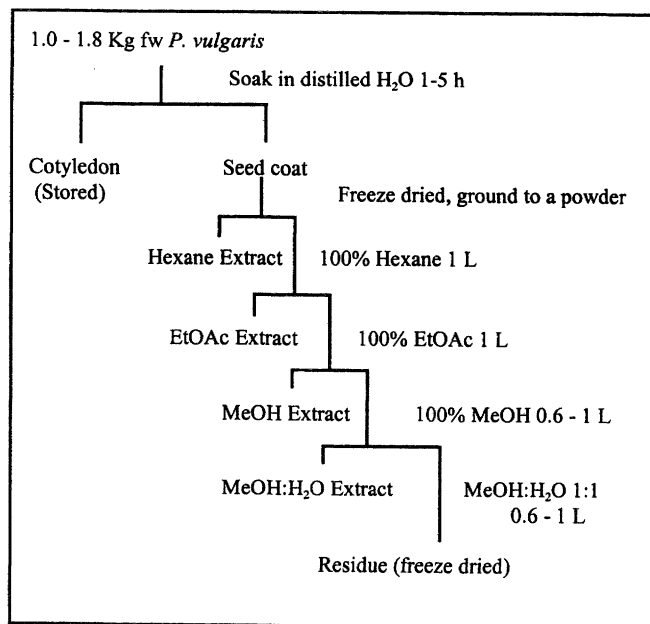 1.0 - 1.8 Kg fw P. vulgaris
Soak in distilled H₂O 1-5 h
Cotyledon
(Stored)
Seed coat
Freeze dried, ground to a powder
Hexane Extract
100% Hexane 1 L
EtOAc Extract
100% EtOAc 1 L
MeOH Extract
100% MeOH 0.6 - 1 L
MeOH:H₂O Extract
MeOH:H₂O 1:1
0.6 - 1 L
Residue (freeze dried)